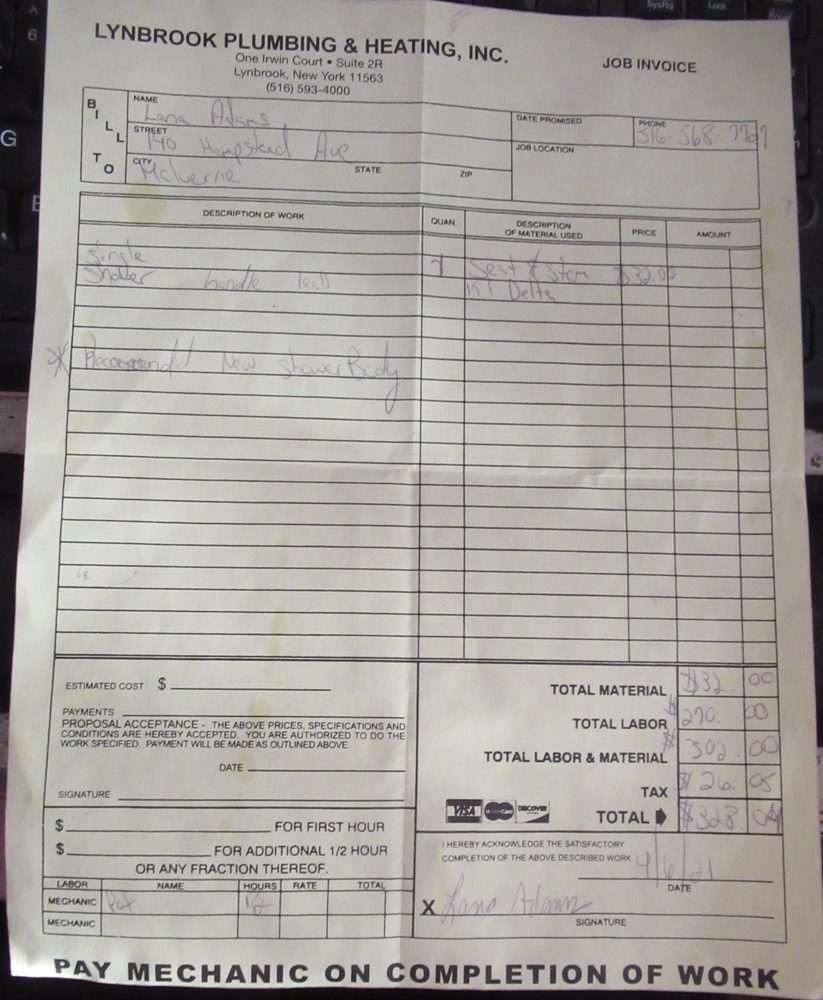 LYNBROOK PLUMBING & HEATING, INC.
One Irwin Court • Suite 2R
Lynbrook, New York 11563
(516) 593-4000
JOB INVOICE
BILL TO
NAME Lana Adams
STREET 140 Hempstead Ave
CITY Malverne
STATE
ZIP
DATE PROMISED
PHONE 516-568-
JOB LOCATION
DESCRIPTION OF WORK
QUAN.
DESCRIPTION OF MATERIAL USED
PRICE
AMOUNT
Single
Shower handle leak
1 Seat & Stem $32.00
Kit Delta
* Recommended New Shower Body
ESTIMATED COST $
PAYMENTS
PROPOSAL ACCEPTANCE - THE ABOVE PRICES, SPECIFICATIONS AND
CONDITIONS ARE HEREBY ACCEPTED. YOU ARE AUTHORIZED TO DO THE
WORK SPECIFIED. PAYMENT WILL BE MADE AS OUTLINED ABOVE.
DATE
SIGNATURE
TOTAL MATERIAL $32.00
TOTAL LABOR $270.00
TOTAL LABOR & MATERIAL $302.00
TAX $26.05
VISA MasterCard DISCOVER
TOTAL $328.
$ FOR FIRST HOUR
$ FOR ADDITIONAL 1/2 HOUR
OR ANY FRACTION THEREOF.
LABOR NAME HOURS RATE TOTAL
MECHANIC Pat
MECHANIC
I HEREBY ACKNOWLEDGE THE SATISFACTORY
COMPLETION OF THE ABOVE DESCRIBED WORK 4/6/21
DATE
X Lana Adams
SIGNATURE
PAY MECHANIC ON COMPLETION OF WORK